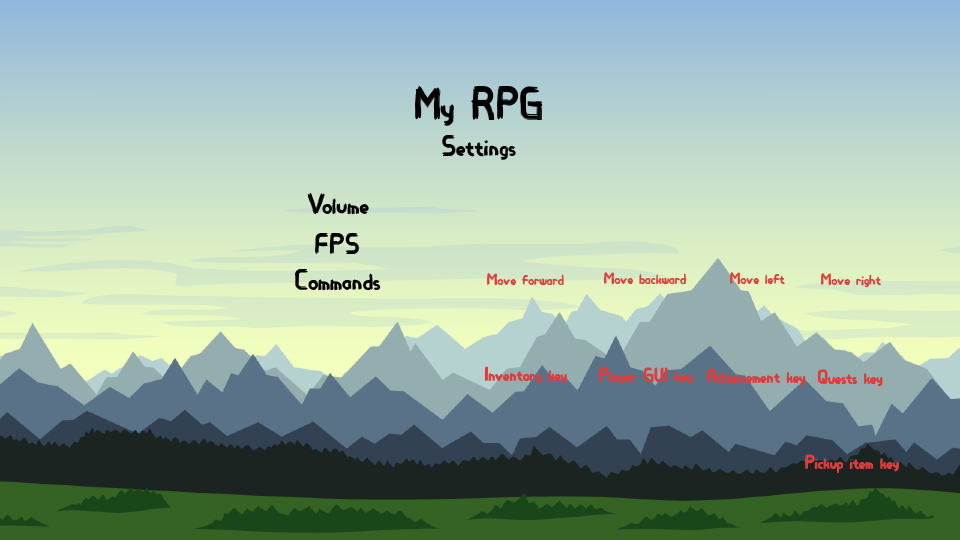 My RPG
Settings
Volume
FPS
Commands
Move forward Move backward Move left Move right
Inventory key Player GUI key Achievement key Quests key
Pickup item key